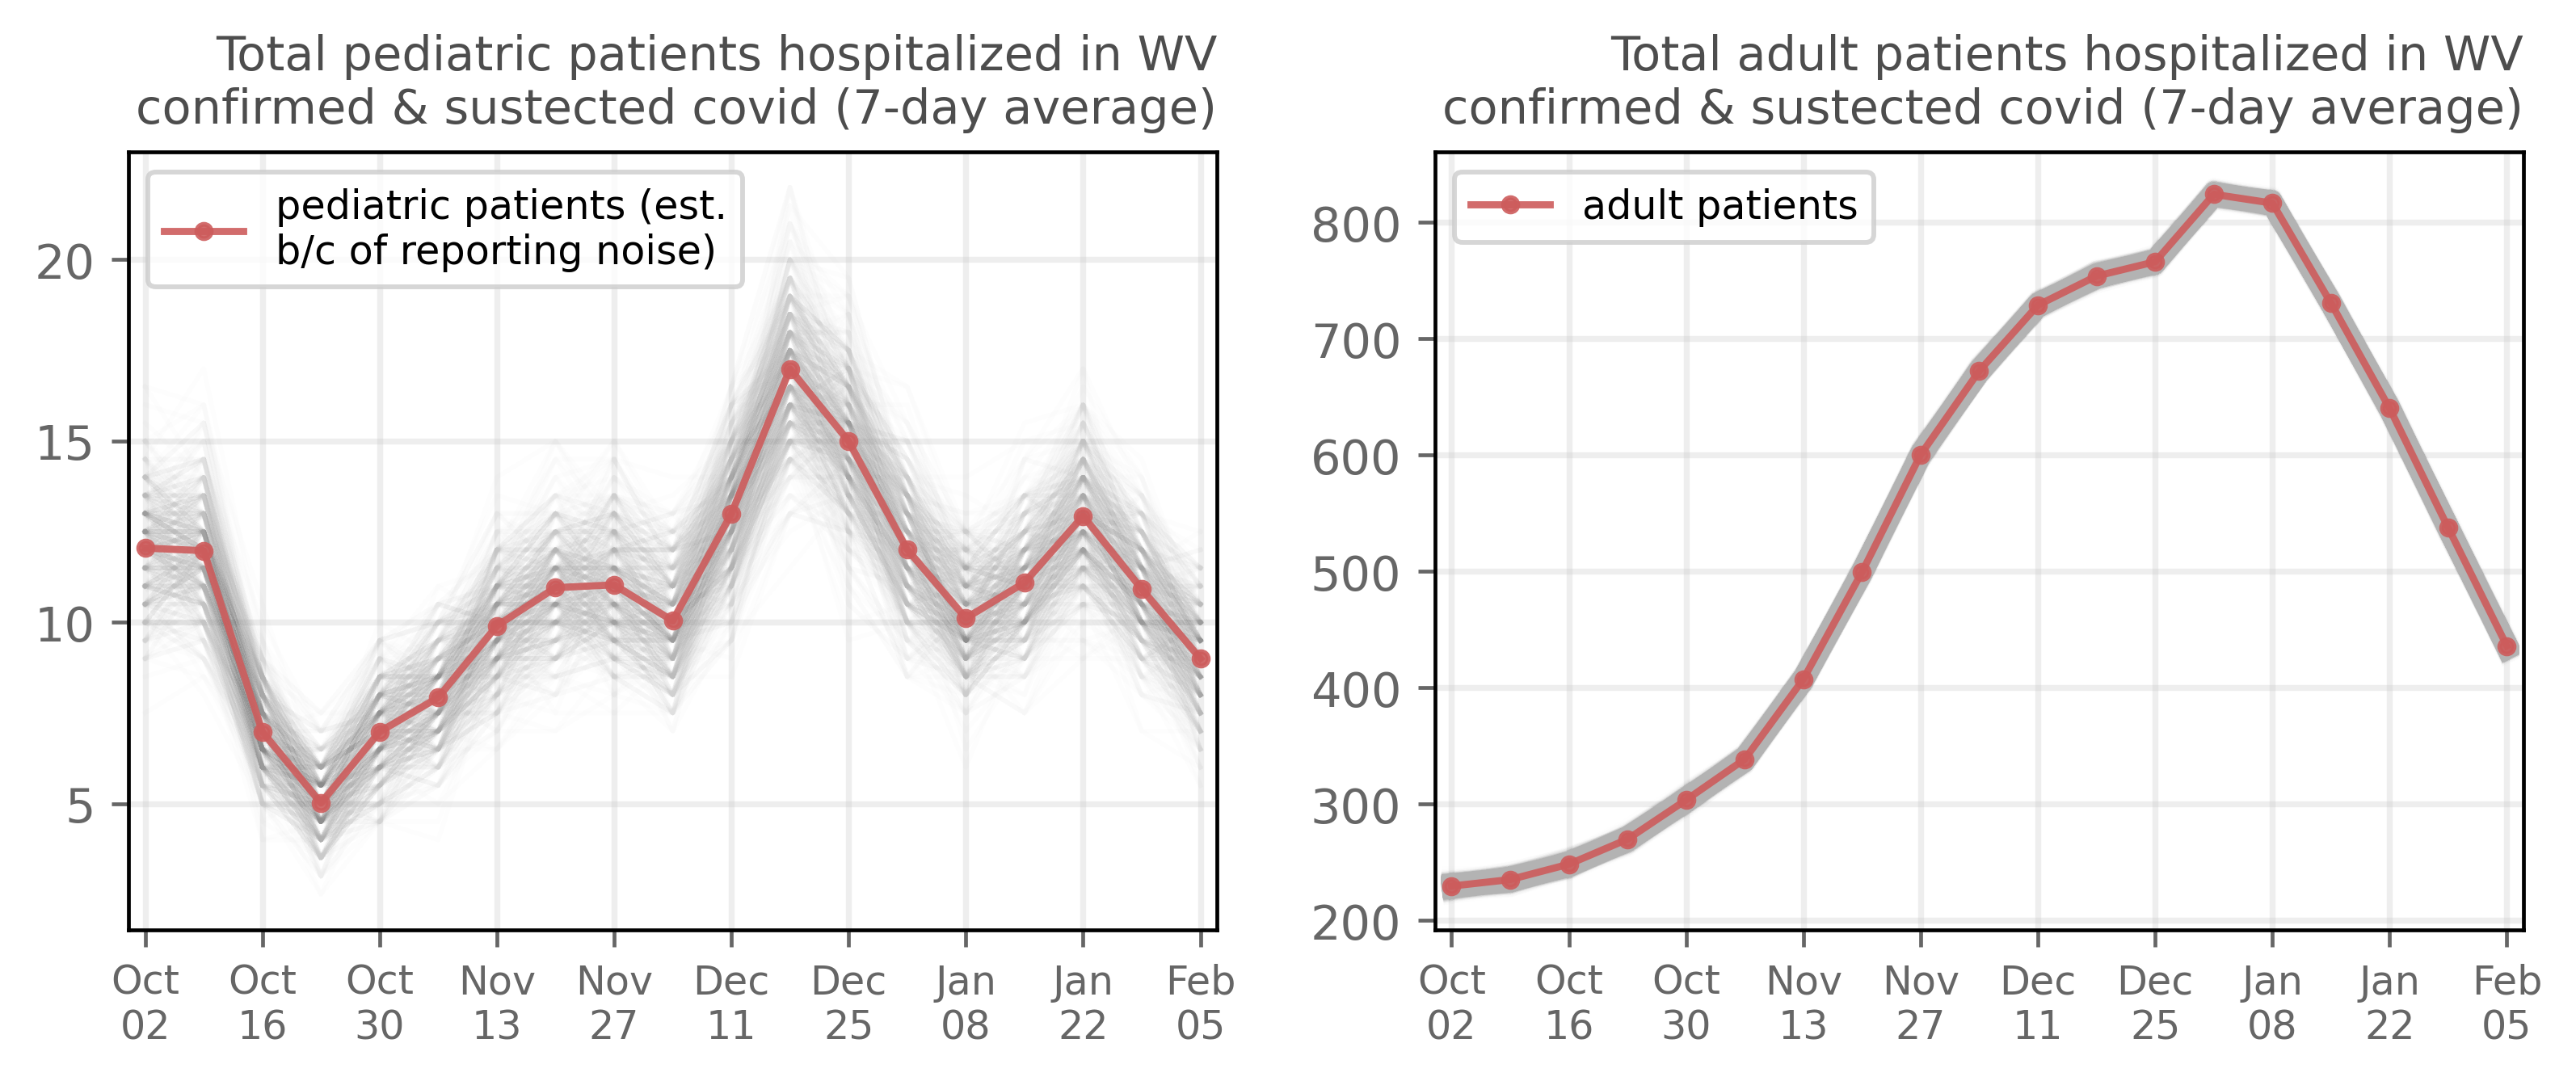 Total pediatric patients hospitalized in WV
confirmed & sustected covid (7-day average)
pediatric patients (est.
b/c of reporting noise)
20
15
10
5
Oct Oct Oct Nov Nov Dec Dec Jan Jan Feb
02 16 30 13 27 11 25 08 22 05
Total adult patients hospitalized in WV
confirmed & sustected covid (7-day average)
adult patients
800
700
600
500
400
300
200
Oct Oct Oct Nov Nov Dec Dec Jan Jan Feb
02 16 30 13 27 11 25 08 22 05